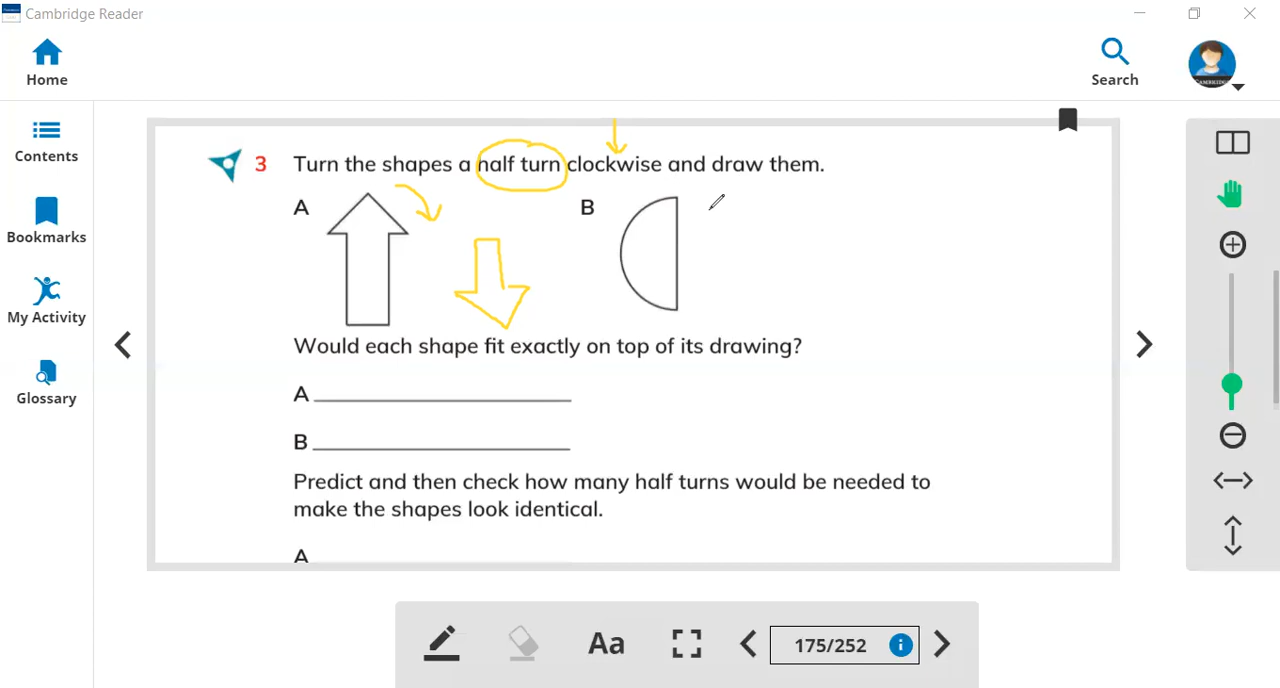 Cambridge Reader
Home
Search
Contents
Bookmarks
My Activity
Glossary
3 Turn the shapes a half turn clockwise and draw them.
A B
Would each shape fit exactly on top of its drawing?
A
B
Predict and then check how many half turns would be needed to
make the shapes look identical.
A
Aa
175/252